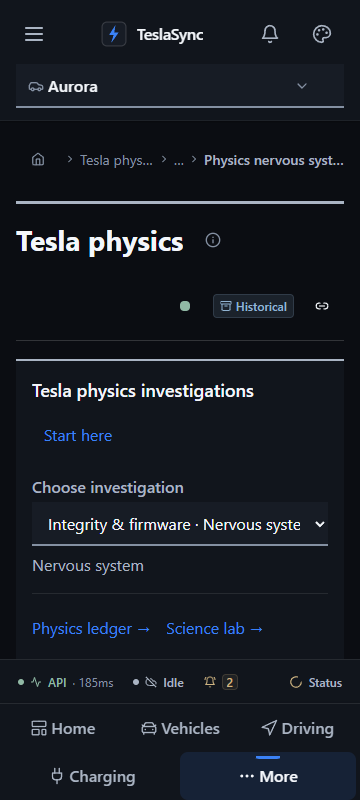 TeslaSync
Aurora
Tesla phys... ... Physics nervous syst...
Tesla physics
Historical
Tesla physics investigations
Start here
Choose investigation
Integrity & firmware · Nervous syste
Nervous system
Physics ledger → Science lab →
API · 185ms Idle 2 Status
Home Vehicles Driving
Charging More